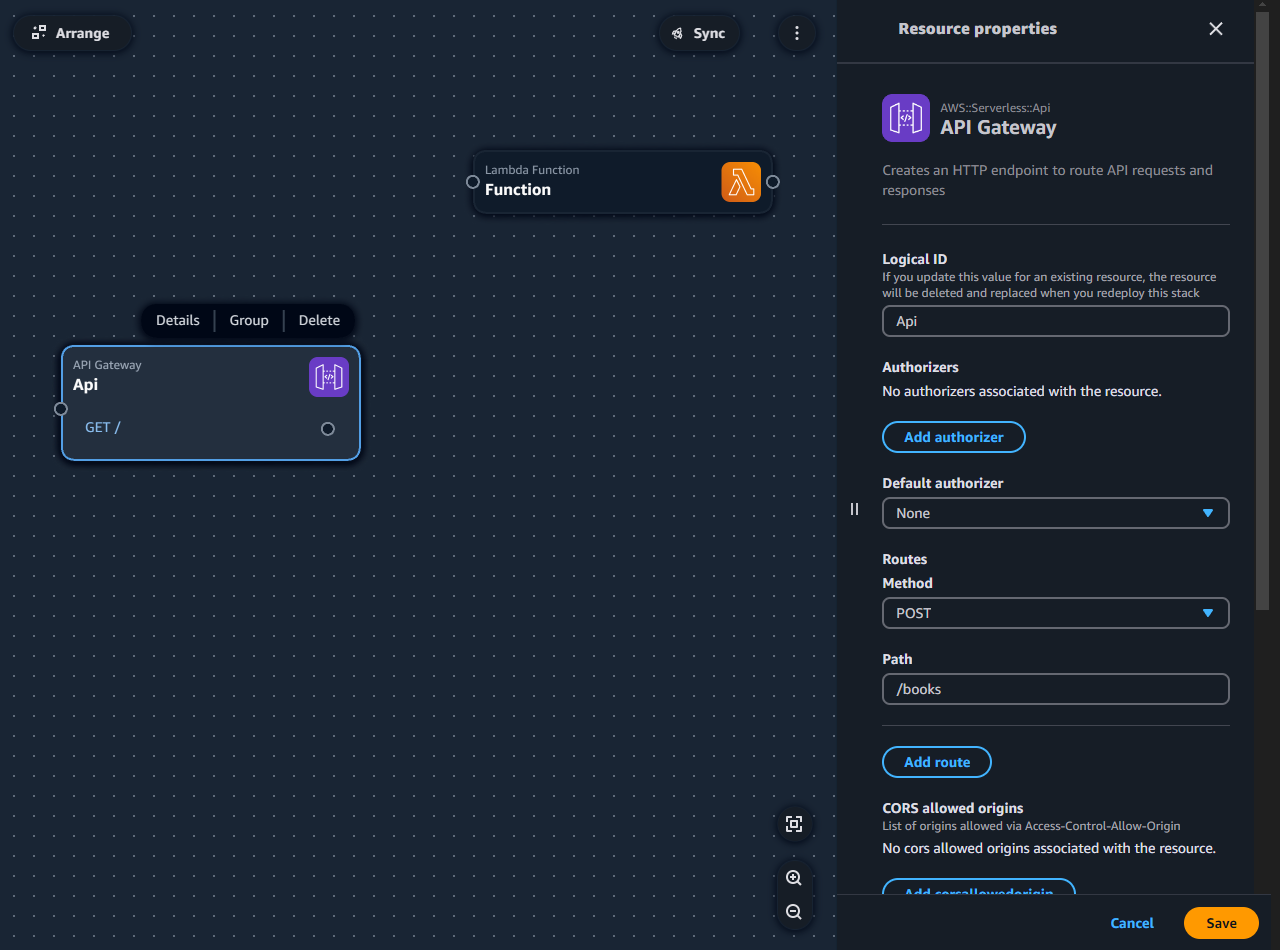 Arrange
Sync
Lambda Function
Function
Details
Group
Delete
API Gateway
Api
GET /
Resource properties
AWS::Serverless::Api
API Gateway
Creates an HTTP endpoint to route API requests and
responses
Logical ID
If you update this value for an existing resource, the resource
will be deleted and replaced when you redeploy this stack
Api
Authorizers
No authorizers associated with the resource.
Add authorizer
Default authorizer
None
Routes
Method
POST
Path
/books
Add route
CORS allowed origins
List of origins allowed via Access-Control-Allow-Origin
No cors allowed origins associated with the resource.
Add corsallowedorigin
Cancel
Save